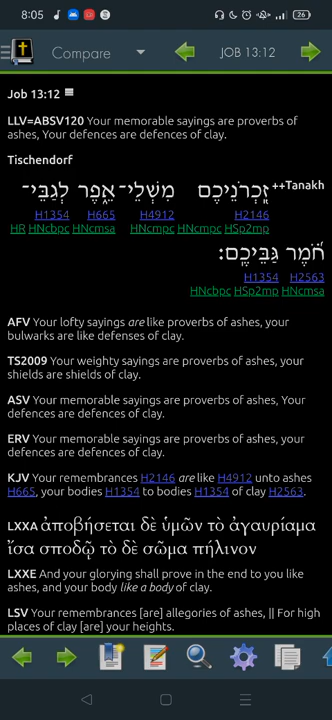 8:05
26
Compare
JOB 13:12
Job 13:12
LLV=ABSV120 Your memorable sayings are proverbs of
ashes, Your defences are defences of clay.
Tischendorf
++Tanakh זִֽכְרֹנֵיכֶם מִשְׁלֵי־ אֵ֑פֶר לְגַבֵּי־
H1354 H665 H4912 H2146
HR HNcbpc HNcmsa HNcmpc HNcmpc HSp2mp
חֹ֝֗מֶר גַּבֵּיכֶֽם׃
H1354 H2563
HNcbpc HSp2mp HNcmsa
AFV Your lofty sayings are like proverbs of ashes, your
bulwarks are like defenses of clay.
TS2009 Your weighty sayings are proverbs of ashes, your
shields are shields of clay.
ASV Your memorable sayings are proverbs of ashes, Your
defences are defences of clay.
ERV Your memorable sayings are proverbs of ashes, your
defences are defences of clay.
KJV Your remembrances H2146 are like H4912 unto ashes
H665, your bodies H1354 to bodies H1354 of clay H2563.
LXXA ἀποβήσεται δὲ ὑμῶν τὸ ἀγαυρίαμα
ἴσα σποδῷ τὸ δὲ σῶμα πήλινον
LXXE And your glorying shall prove in the end to you like
ashes, and your body like a body of clay.
LSV Your remembrances [are] allegories of ashes, || For high
places of clay [are] your heights.